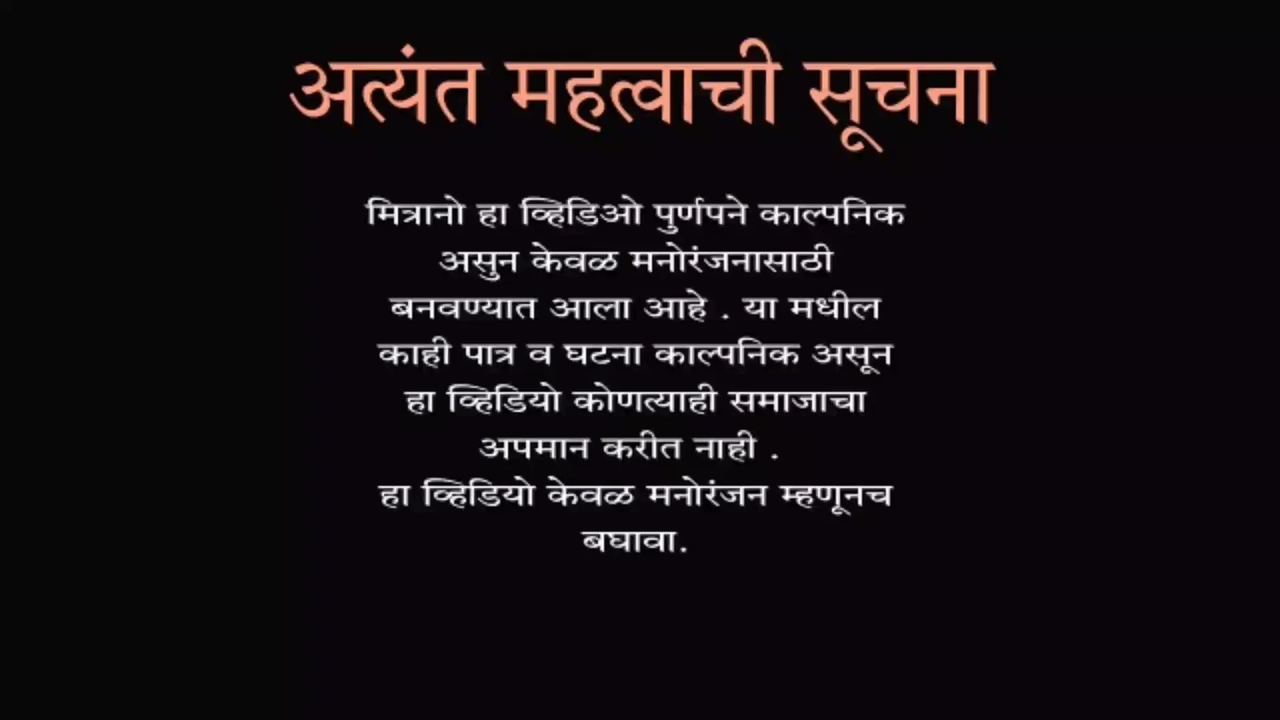 अत्यंत महत्वाची सूचना
मित्रानो हा व्हिडिओ पुर्णपने काल्पनिक
असुन केवळ मनोरंजनासाठी
बनवण्यात आला आहे . या मधील
काही पात्र व घटना काल्पनिक असून
हा व्हिडियो कोणत्याही समाजाचा
अपमान करीत नाही .
हा व्हिडियो केवळ मनोरंजन म्हणूनच
बघावा.